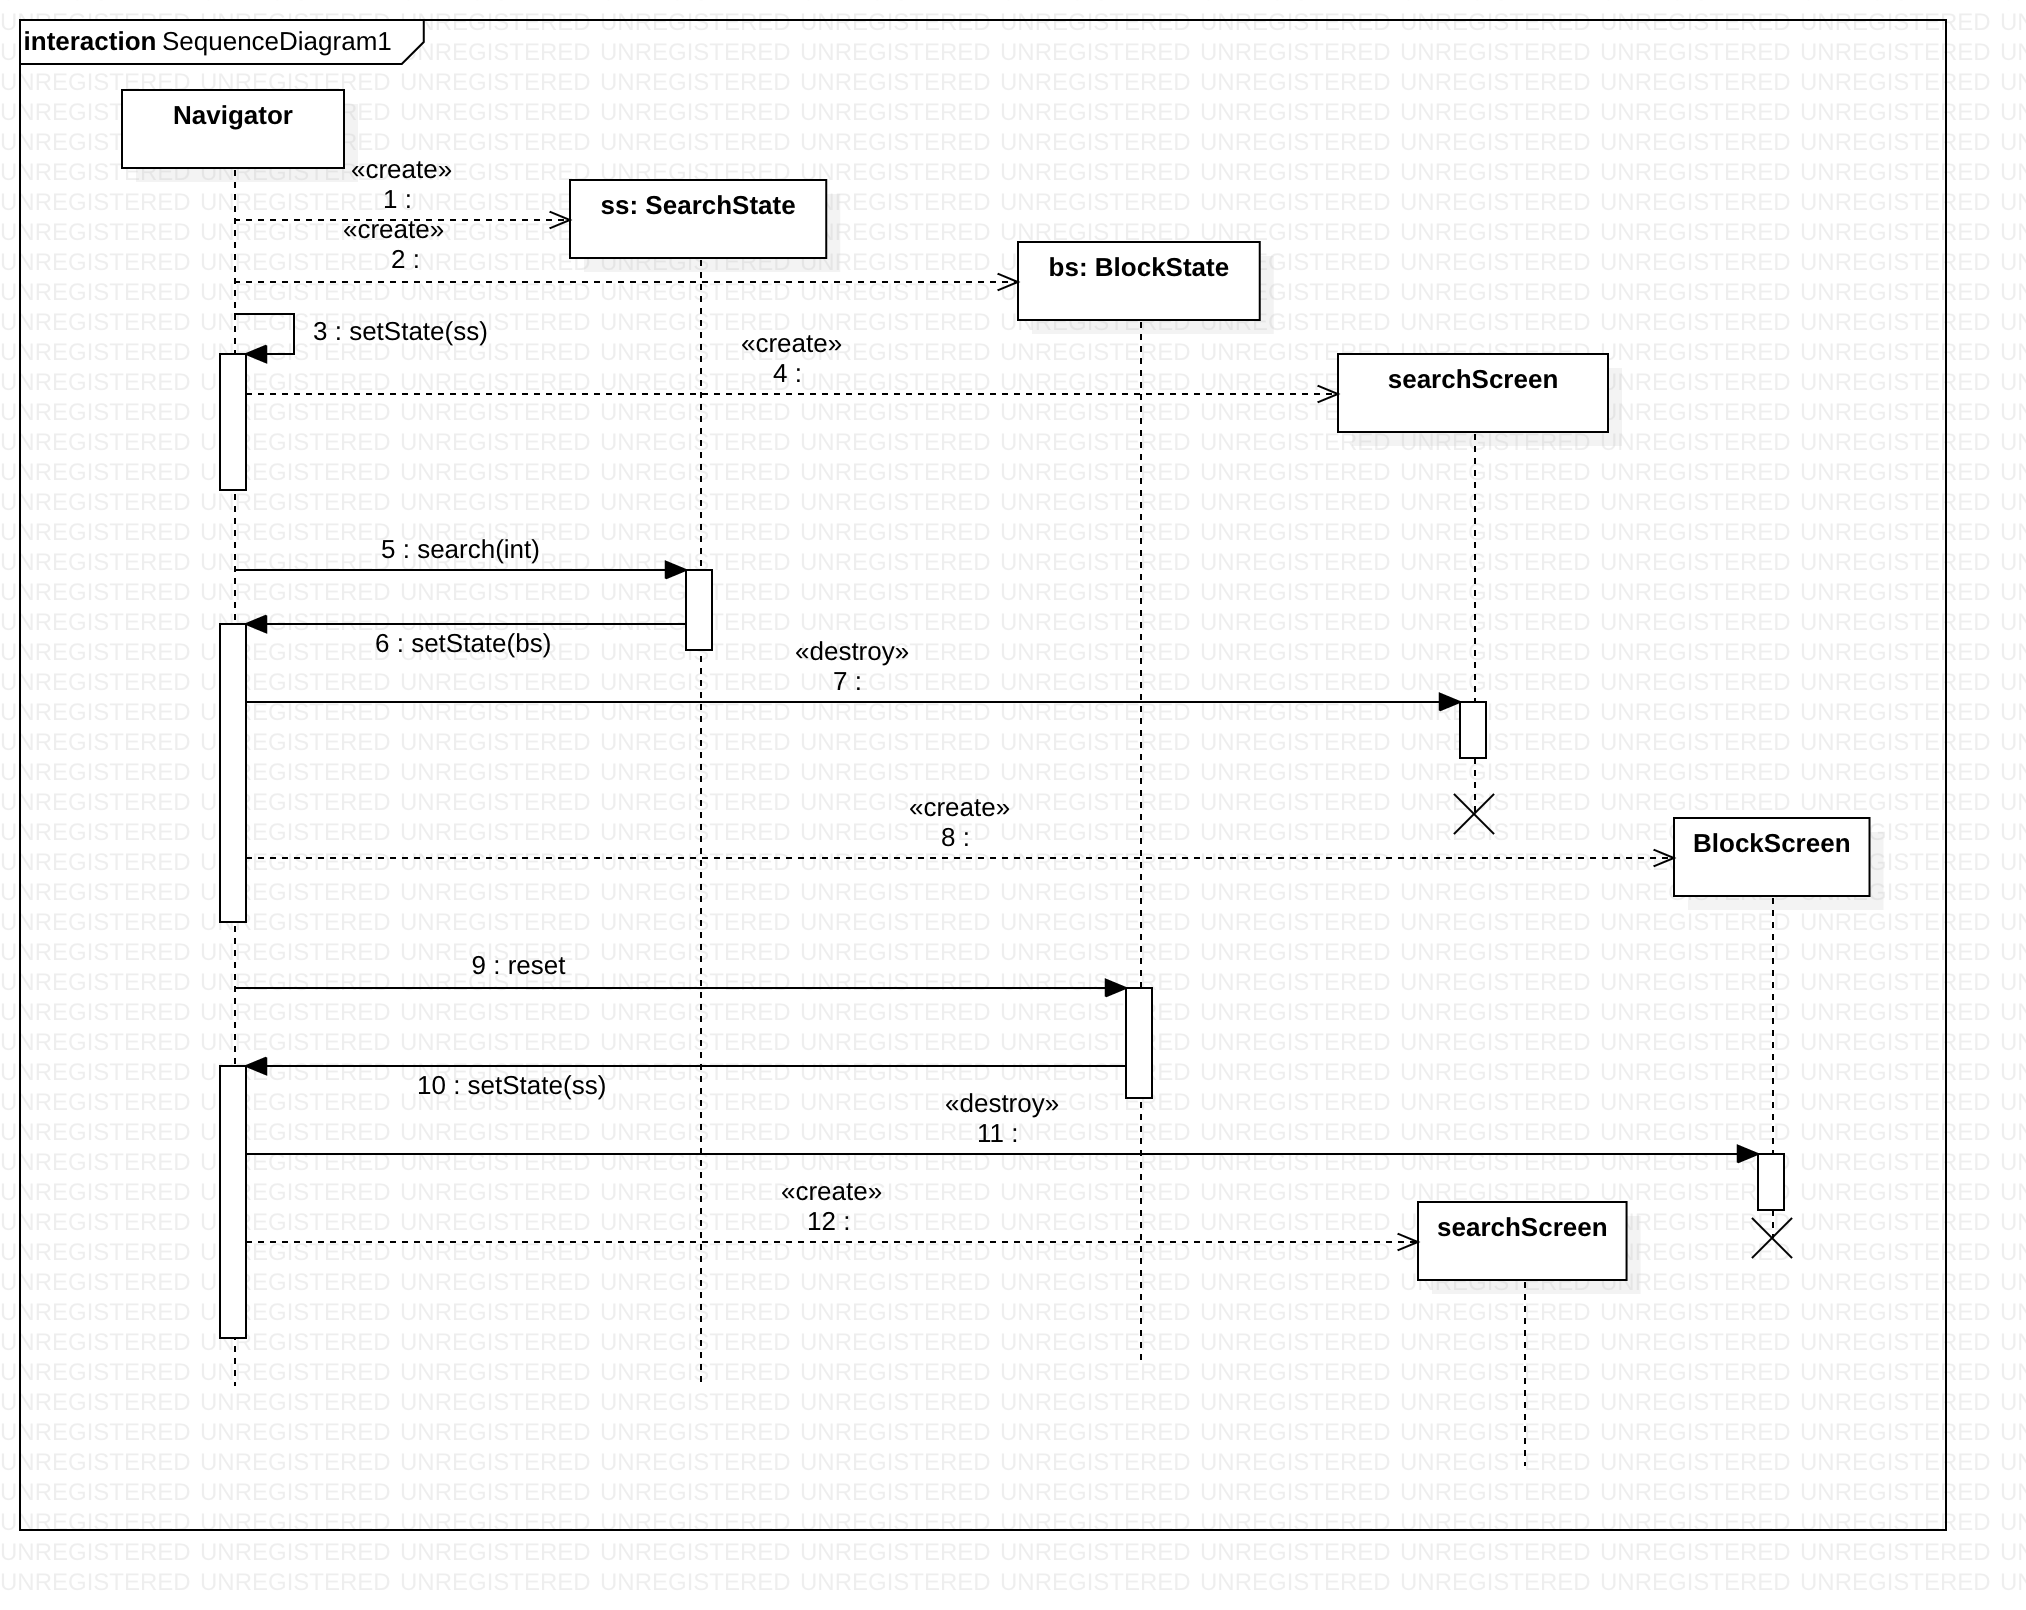 interaction SequenceDiagram1
Navigator
«create»
1 :
ss: SearchState
«create»
2 :
bs: BlockState
3 : setState(ss)
«create»
4 :
searchScreen
5 : search(int)
6 : setState(bs)
«destroy»
7 :
«create»
8 :
BlockScreen
9 : reset
10 : setState(ss)
«destroy»
11 :
«create»
12 :
searchScreen
UNREGISTERED